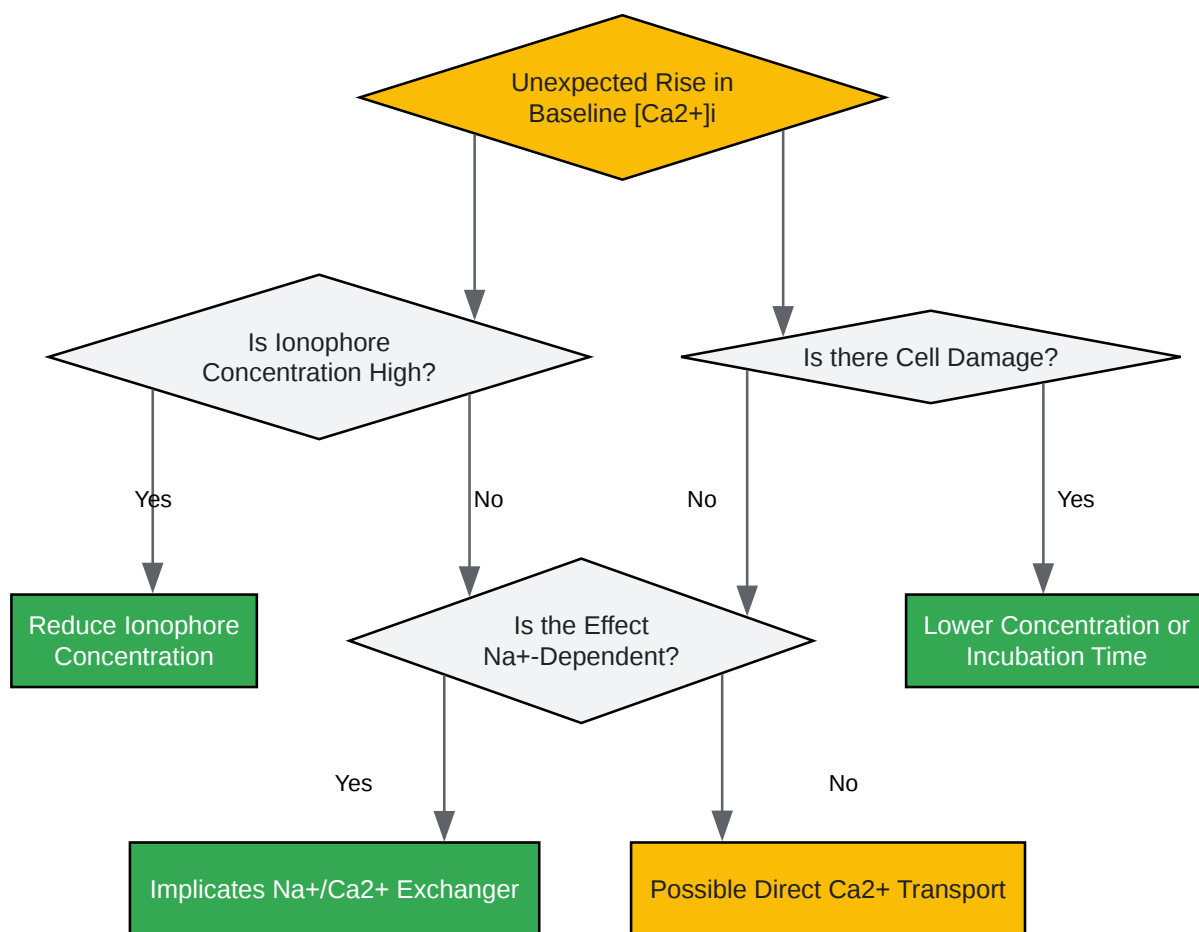 Unexpected Rise in
Baseline [Ca2+]i
Is Ionophore
Concentration High?
Is there Cell Damage?
Yes
No
No
Yes
Reduce Ionophore
Concentration
Is the Effect
Na+-Dependent?
Lower Concentration or
Incubation Time
Yes
No
Implicates Na+/Ca2+ Exchanger
Possible Direct Ca2+ Transport